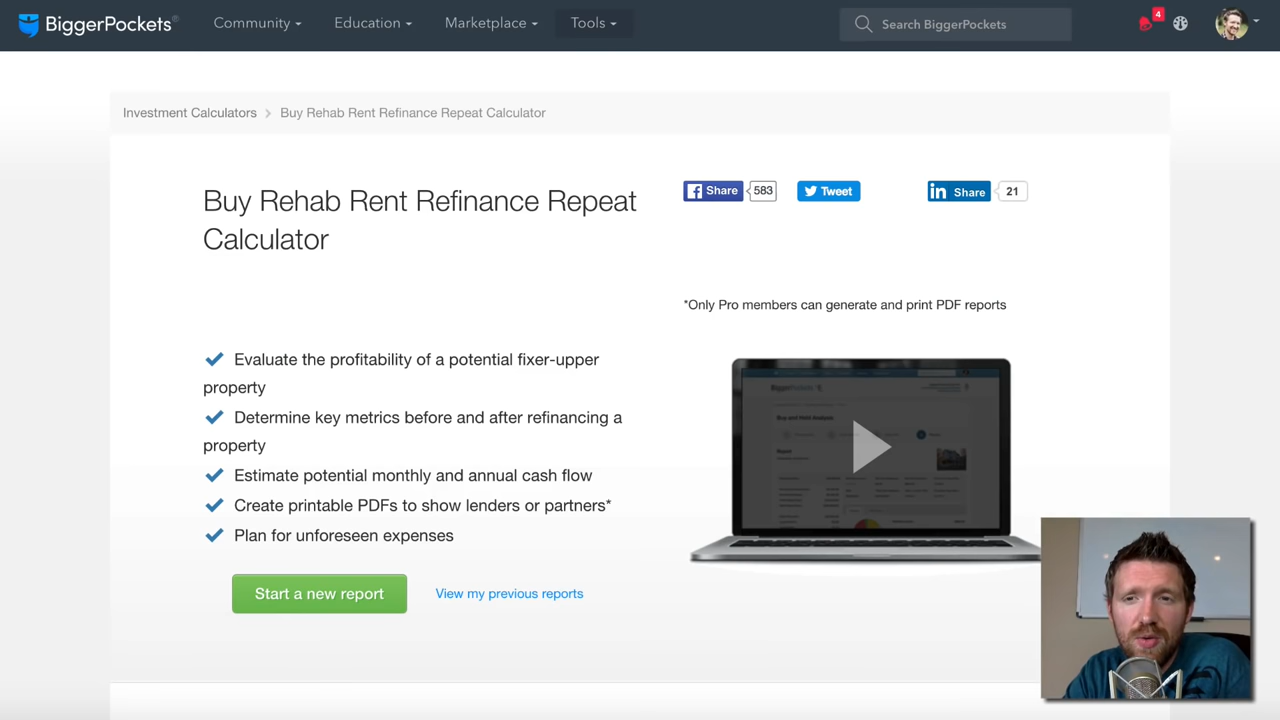 BiggerPockets®
Community
Education
Marketplace
Tools
Search BiggerPockets
4
Investment Calculators
Buy Rehab Rent Refinance Repeat Calculator
Buy Rehab Rent Refinance Repeat
Calculator
Share
583
Tweet
in Share
21
*Only Pro members can generate and print PDF reports
Evaluate the profitability of a potential fixer-upper
property
Determine key metrics before and after refinancing a
property
Estimate potential monthly and annual cash flow
Create printable PDFs to show lenders or partners*
Plan for unforeseen expenses
BiggerPockets
Start a new report
View my previous reports